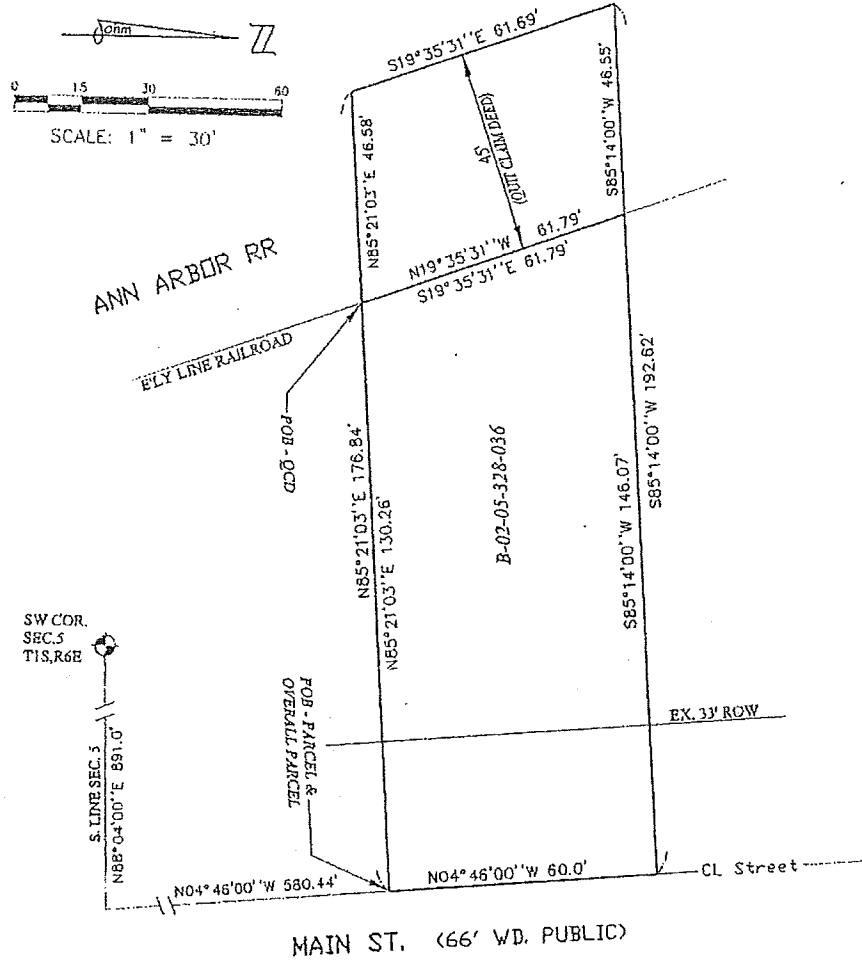 ohm
Z
0 15 30 60
SCALE: 1" = 30'
S19°35'31''E 61.69'
N85°21'03''E 46.58'
45'
(QUIT CLAIM DEED)
S85°14'00''W 46.55'
ANN ARBOR RR
N19°35'31''W 61.79'
S19°35'31''E 61.79'
E'LY LINE RAILROAD
POB - QCD
N85°21'03''E 176.84'
N85°21'03''E 130.26'
B-02-05-328-036
S85°14'00''W 192.62'
S85°14'00''W 146.07'
SW COR.
SEC.5
T1S,R6E
S. LINE SEC. 5
N88°04'00''E 891.0'
POB - PARCEL &
OVERALL PARCEL
EX. 33' ROW
N04°46'00''W 580.44'
N04°46'00''W 60.0'
CL Street
MAIN ST. (66' WD. PUBLIC)